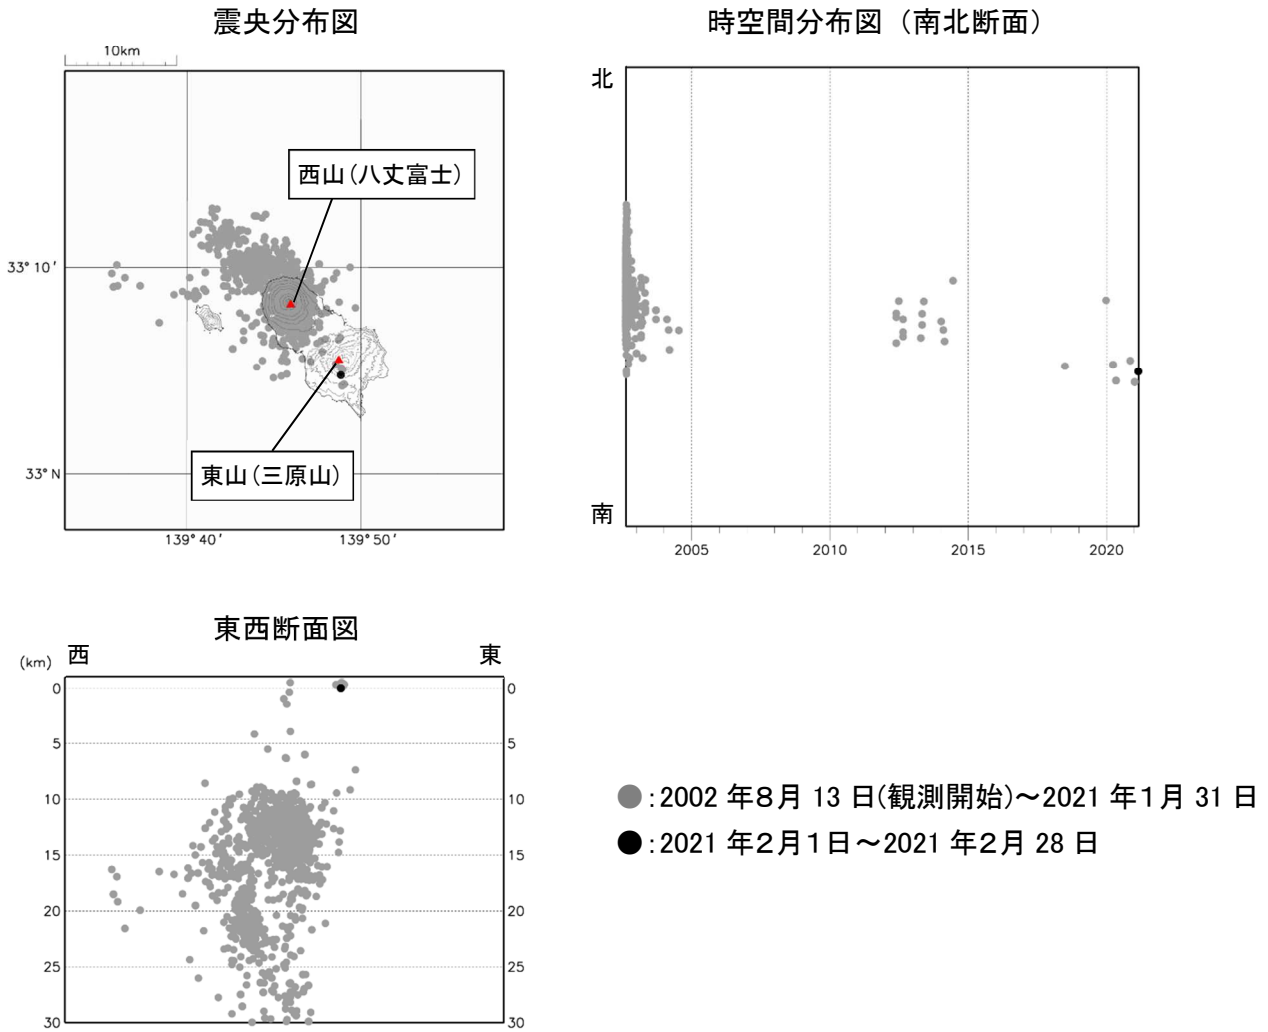 震央分布図
10km
西山(八丈富士)
33° 10′
東山(三原山)
33° N
139° 40′
139° 50′
時空間分布図（南北断面）
北
南
2005
2010
2015
2020
東西断面図
(km)
西
東
0
0
5
5
10
10
15
15
20
20
25
25
30
30
●:2002 年8月 13 日(観測開始)～2021 年1月 31 日
●:2021 年2月1日～2021 年2月 28 日